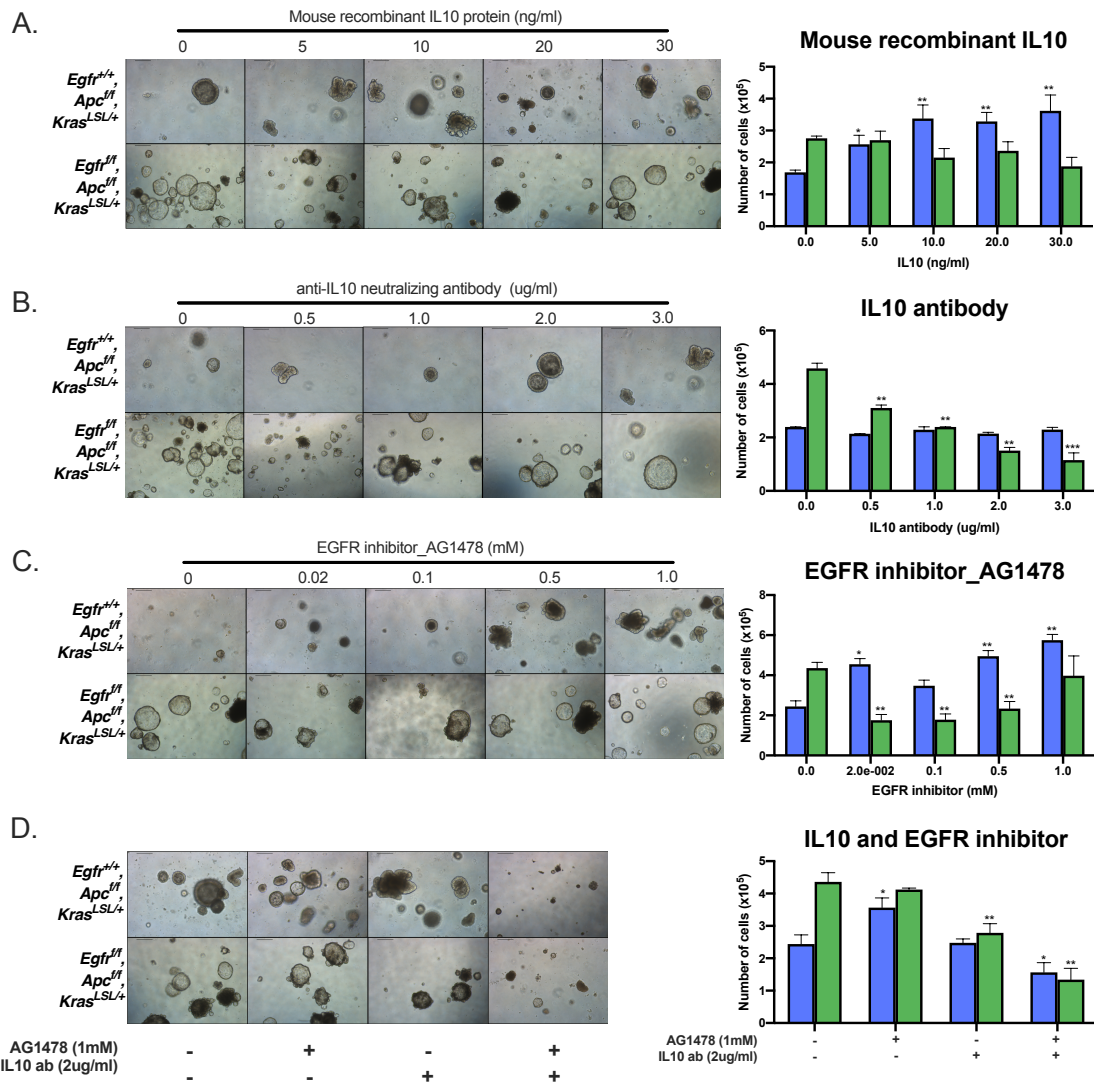 A.
Mouse recombinant IL10 protein (ng/ml)
0 5 10 20 30
Egfr+/+,
Apcf/f,
KrasLSL/+
Egfrf/f,
Apcf/f,
KrasLSL/+
Mouse recombinant IL10
Number of cells (x10^5)
5
4
3
2
1
0
* ** ** **
0.0 5.0 10.0 20.0 30.0
IL10 (ng/ml)
B.
anti-IL10 neutralizing antibody (ug/ml)
0 0.5 1.0 2.0 3.0
Egfr+/+,
Apcf/f,
KrasLSL/+
Egfrf/f,
Apcf/f,
KrasLSL/+
IL10 antibody
Number of cells (x10^5)
6
4
2
0
** ** ** ***
0.0 0.5 1.0 2.0 3.0
IL10 antibody (ug/ml)
C.
EGFR inhibitor_AG1478 (mM)
0 0.02 0.1 0.5 1.0
Egfr+/+,
Apcf/f,
KrasLSL/+
Egfrf/f,
Apcf/f,
KrasLSL/+
EGFR inhibitor_AG1478
Number of cells (x10^5)
8
6
4
2
0
* ** ** ** ** **
0.0 2.0e-002 0.1 0.5 1.0
EGFR inhibitor (mM)
D.
Egfr+/+,
Apcf/f,
KrasLSL/+
Egfrf/f,
Apcf/f,
KrasLSL/+
AG1478 (1mM) - + - +
IL10 ab (2ug/ml) - - + +
IL10 and EGFR inhibitor
Number of cells (x10^5)
5
4
3
2
1
0
* ** * **
AG1478 (1mM) - + - +
IL10 ab (2ug/ml) - - + +